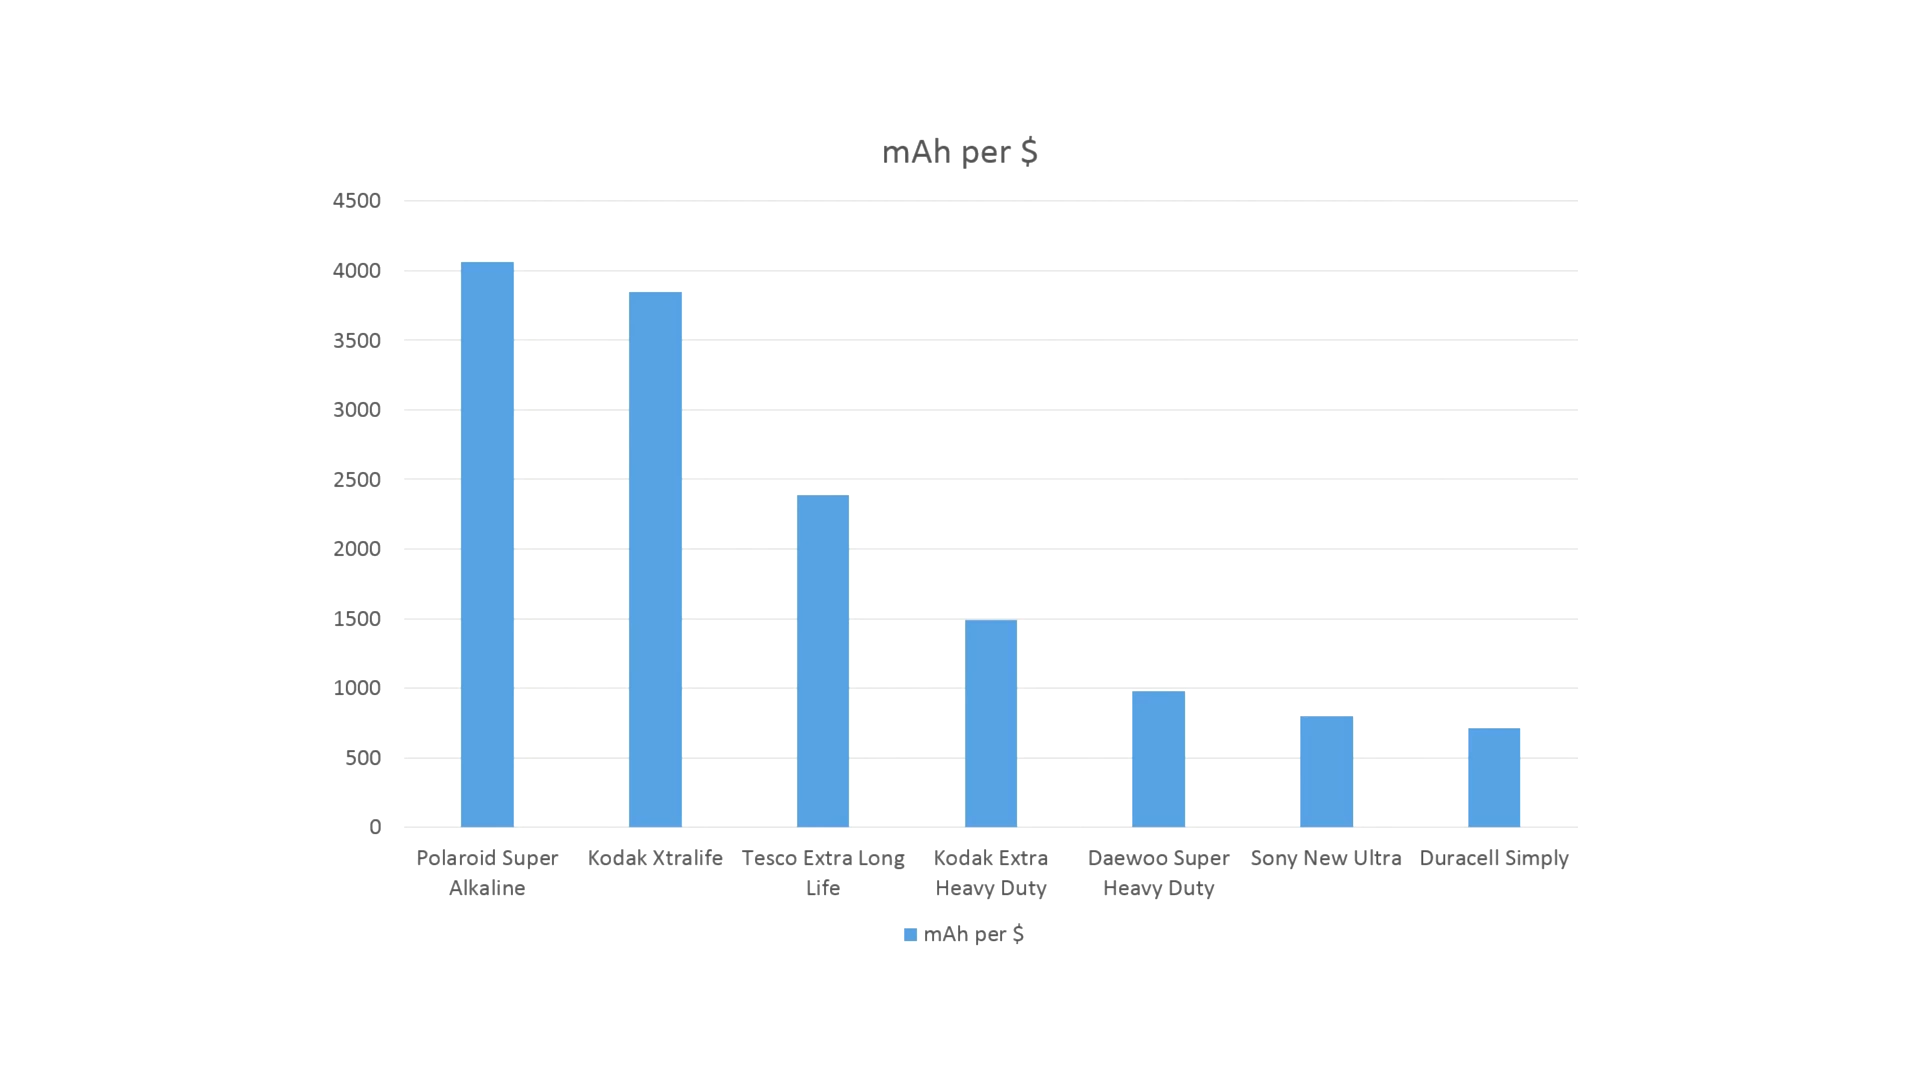 mAh per $
4500
4000
3500
3000
2500
2000
1500
1000
500
0
Polaroid Super
Alkaline
Kodak Xtralife
Tesco Extra Long
Life
Kodak Extra
Heavy Duty
Daewoo Super
Heavy Duty
Sony New Ultra
Duracell Simply
mAh per $